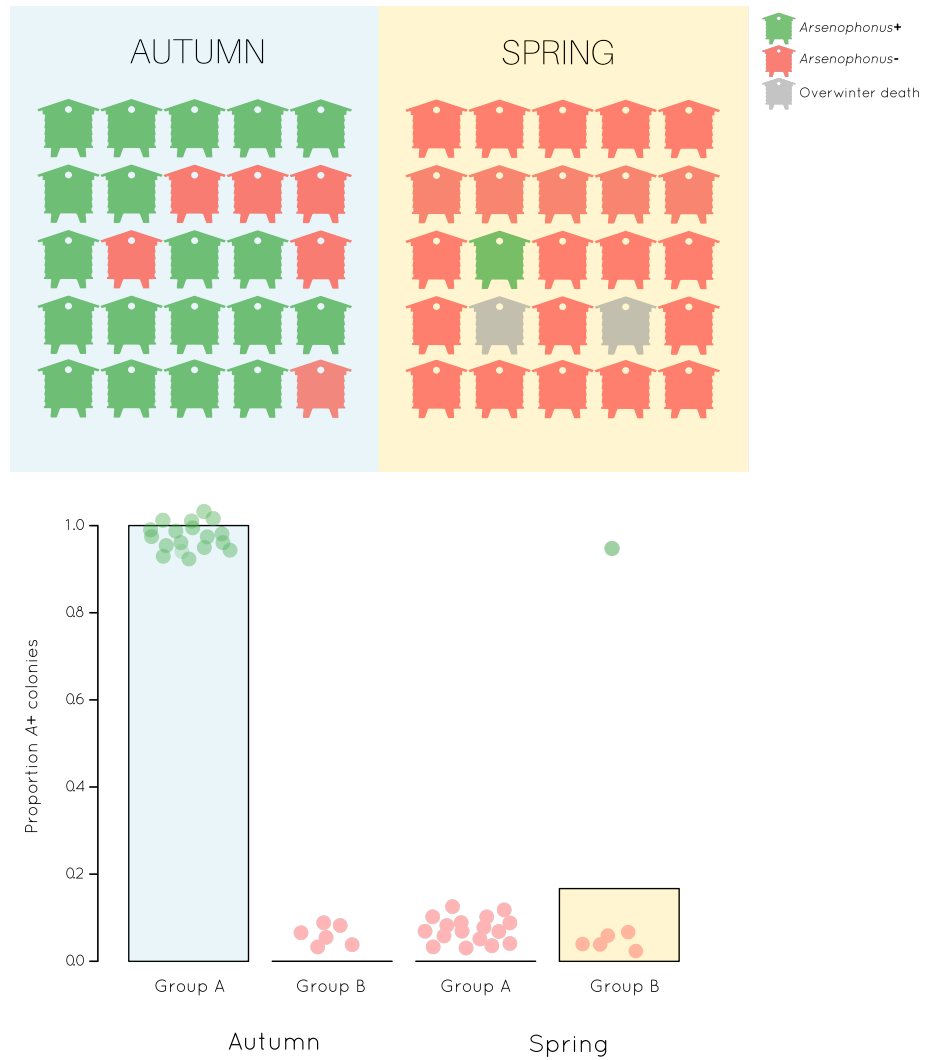 AUTUMN
SPRING
Arsenophonus+
Arsenophonus-
Overwinter death
Proportion A+ colonies
1.0
0.8
0.6
0.4
0.2
0.0
Group A
Group B
Group A
Group B
Autumn
Spring